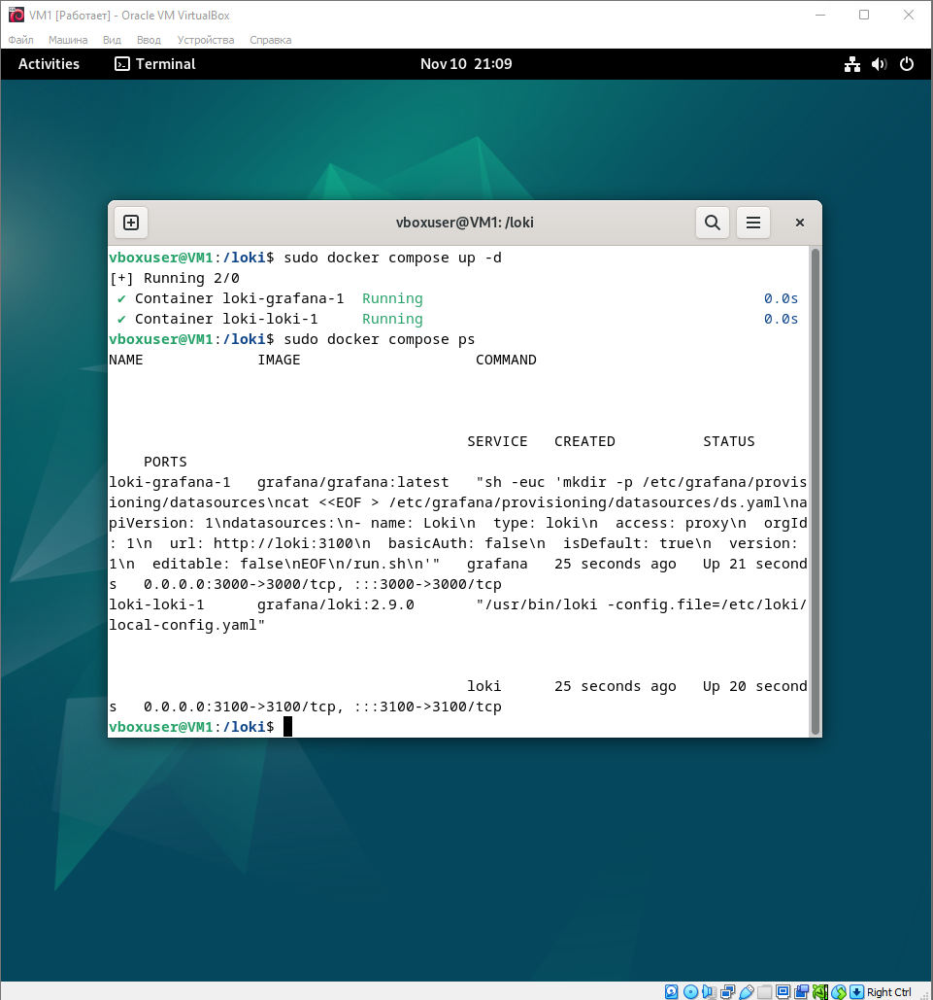 VM1 [Работает] - Oracle VM VirtualBox
Файл Машина Вид Ввод Устройства Справка
Activities Terminal Nov 10 21:09
vboxuser@VM1: /loki
vboxuser@VM1:/loki$ sudo docker compose up -d
[+] Running 2/0
✔ Container loki-grafana-1 Running 0.0s
✔ Container loki-loki-1 Running 0.0s
vboxuser@VM1:/loki$ sudo docker compose ps
NAME IMAGE COMMAND
SERVICE CREATED STATUS
PORTS
loki-grafana-1 grafana/grafana:latest "sh -euc 'mkdir -p /etc/grafana/provis
ioning/datasources\ncat <<EOF > /etc/grafana/provisioning/datasources/ds.yaml\na
piVersion: 1\ndatasources:\n- name: Loki\n type: loki\n access: proxy\n orgId
: 1\n url: http://loki:3100\n basicAuth: false\n isDefault: true\n version:
1\n editable: false\nEOF\n/run.sh\n'" grafana 25 seconds ago Up 21 second
s 0.0.0.0:3000->3000/tcp, :::3000->3000/tcp
loki-loki-1 grafana/loki:2.9.0 "/usr/bin/loki -config.file=/etc/loki/
local-config.yaml"
loki 25 seconds ago Up 20 second
s 0.0.0.0:3100->3100/tcp, :::3100->3100/tcp
vboxuser@VM1:/loki$
Right Ctrl